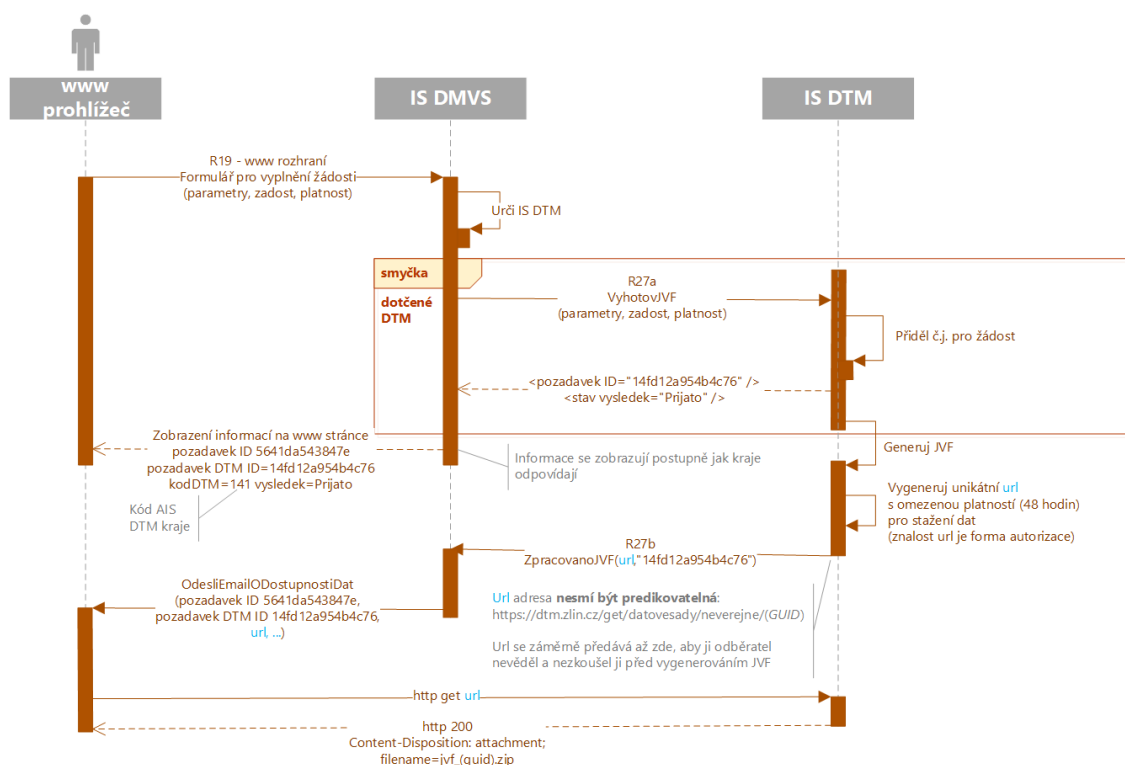 www
prohlížeč
IS DMVS
IS DTM
R19 - www rozhraní
Formulář pro vyplnění žádosti
(parametry, zadost, platnost)
Urči IS DTM
smyčka
dotčené
DTM
R27a
VyhotovJVF
(parametry, zadost, platnost)
Přiděl č.j. pro žádost
<pozadavek ID="14fd12a954b4c76" />
<stav vysledek="Prijato" />
Generuj JVF
Zobrazení informací na www stránce
pozadavek ID 5641da543847e
pozadavek DTM ID=14fd12a954b4c76
kodDTM=141 vysledek=Prijato
Informace se zobrazují postupně jak kraje
odpovídají
Kód AIS
DTM kraje
Vygeneruj unikátní url
s omezenou platností (48 hodin)
pro stažení dat
(znalost url je forma autorizace)
R27b
ZpracovanoJVF(url,"14fd12a954b4c76")
OdesliEmailODostupnostiDat
(pozadavek ID 5641da543847e,
pozadavek DTM ID 14fd12a954b4c76,
url, ...)
Url adresa nesmí být predikovatelná:
https://dtm.zlin.cz/get/datovesady/neverejne/(GUID)
Url se záměrně předává až zde, aby ji odběratel
nevěděl a nezkoušel ji před vygenerováním JVF
http get url
http 200
Content-Disposition: attachment;
filename=jvf_(guid).zip